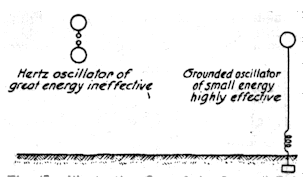 Hertz oscillator of
great energy ineffective
Grounded oscillator
of small energy
highly effective